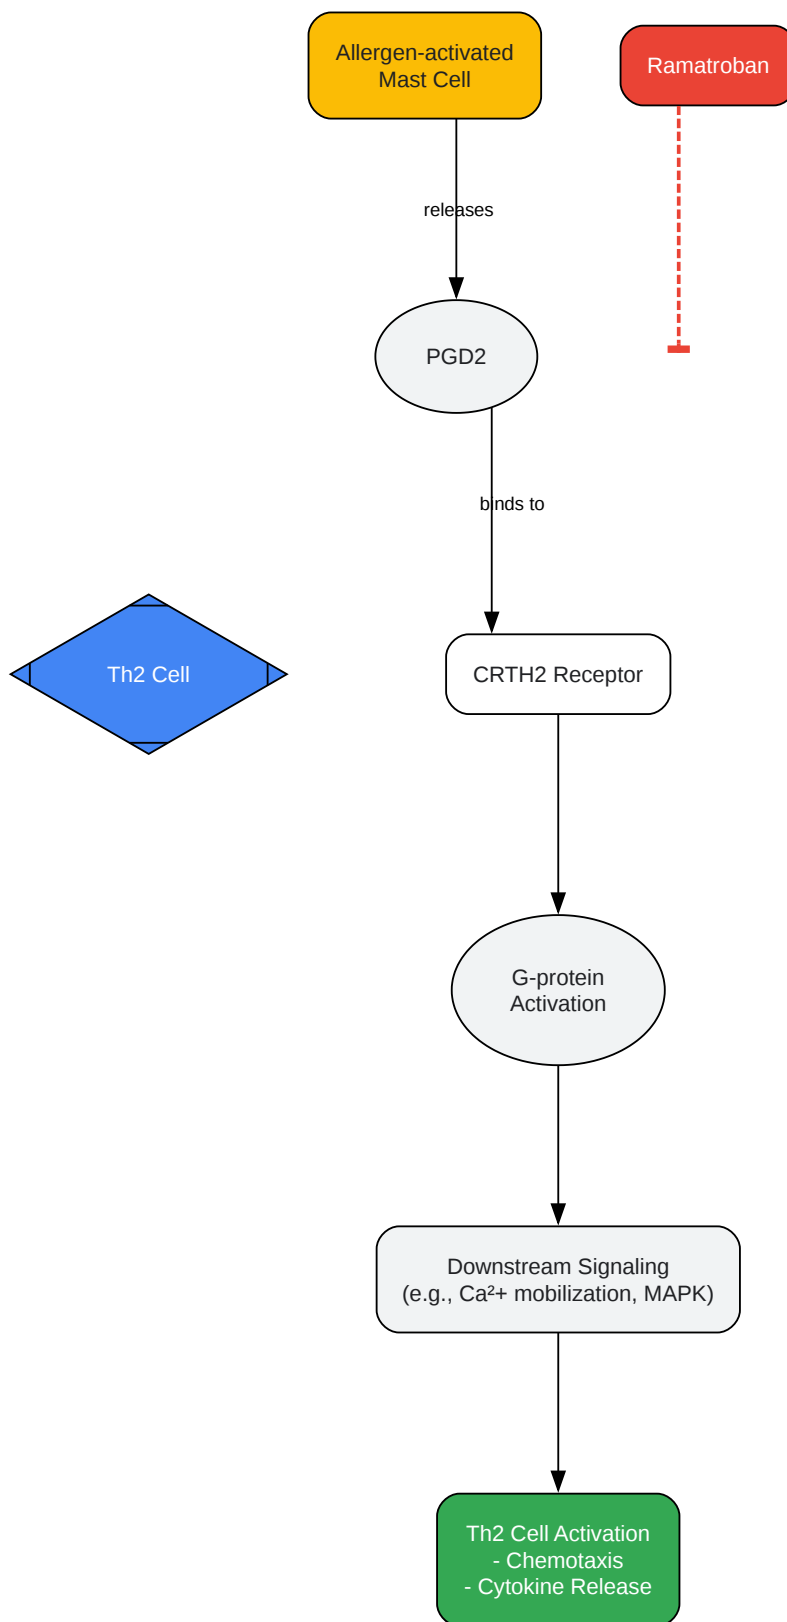 Allergen-activated
Mast Cell
Ramatroban
releases
PGD2
binds to
Th2 Cell
CRTH2 Receptor
G-protein
Activation
Downstream Signaling
(e.g., Ca²+ mobilization, MAPK)
Th2 Cell Activation
- Chemotaxis
- Cytokine Release